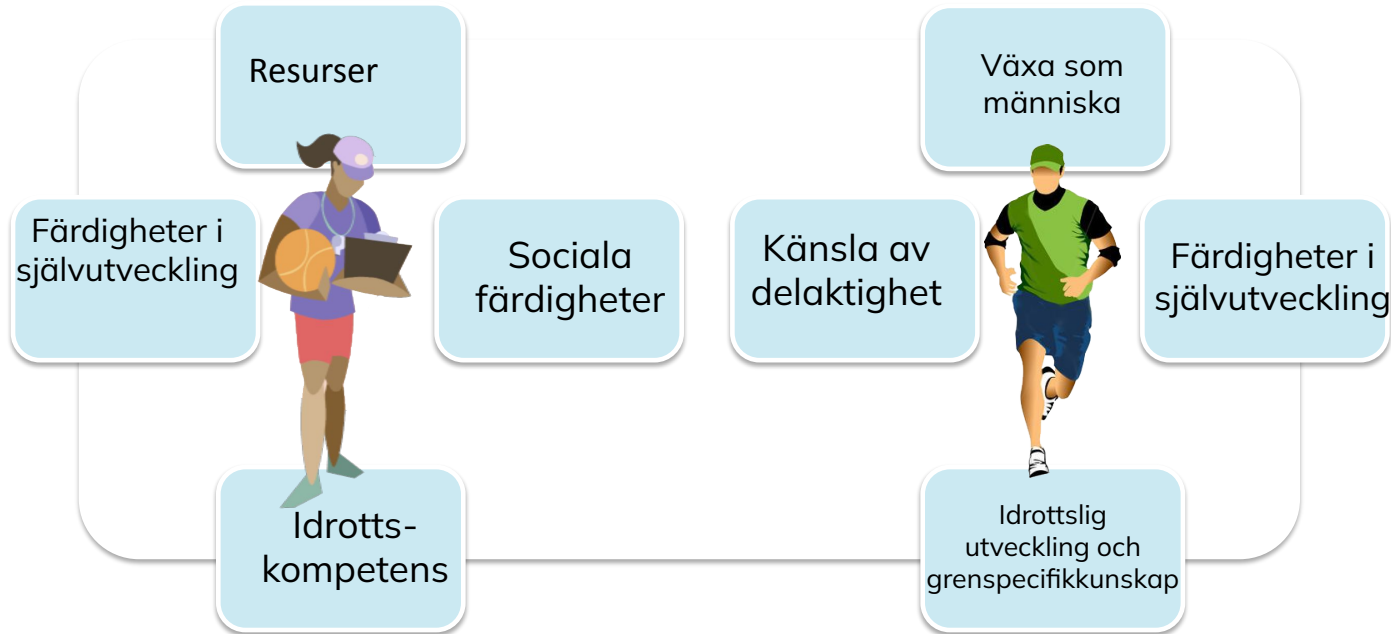 Resurser
Växa som
människa
Färdigheter i
självutveckling
Sociala
färdigheter
Känsla av
delaktighet
Färdigheter i
självutveckling
Idrotts-
kompetens
Idrottslig
utveckling och
grenspecifikkunskap